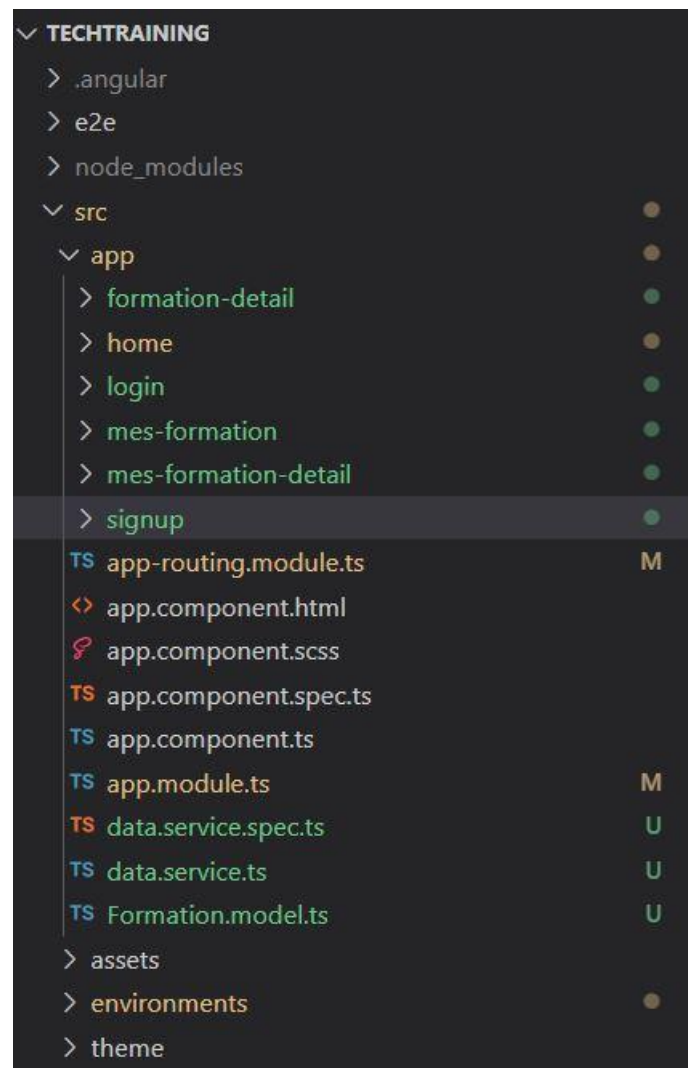 TECHTRAINING
.angular
e2e
node_modules
src
app
formation-detail
home
login
mes-formation
mes-formation-detail
signup
TS app-routing.module.ts M
<> app.component.html
app.component.scss
TS app.component.spec.ts
TS app.component.ts
TS app.module.ts M
TS data.service.spec.ts U
TS data.service.ts U
TS Formation.model.ts U
assets
environments
theme